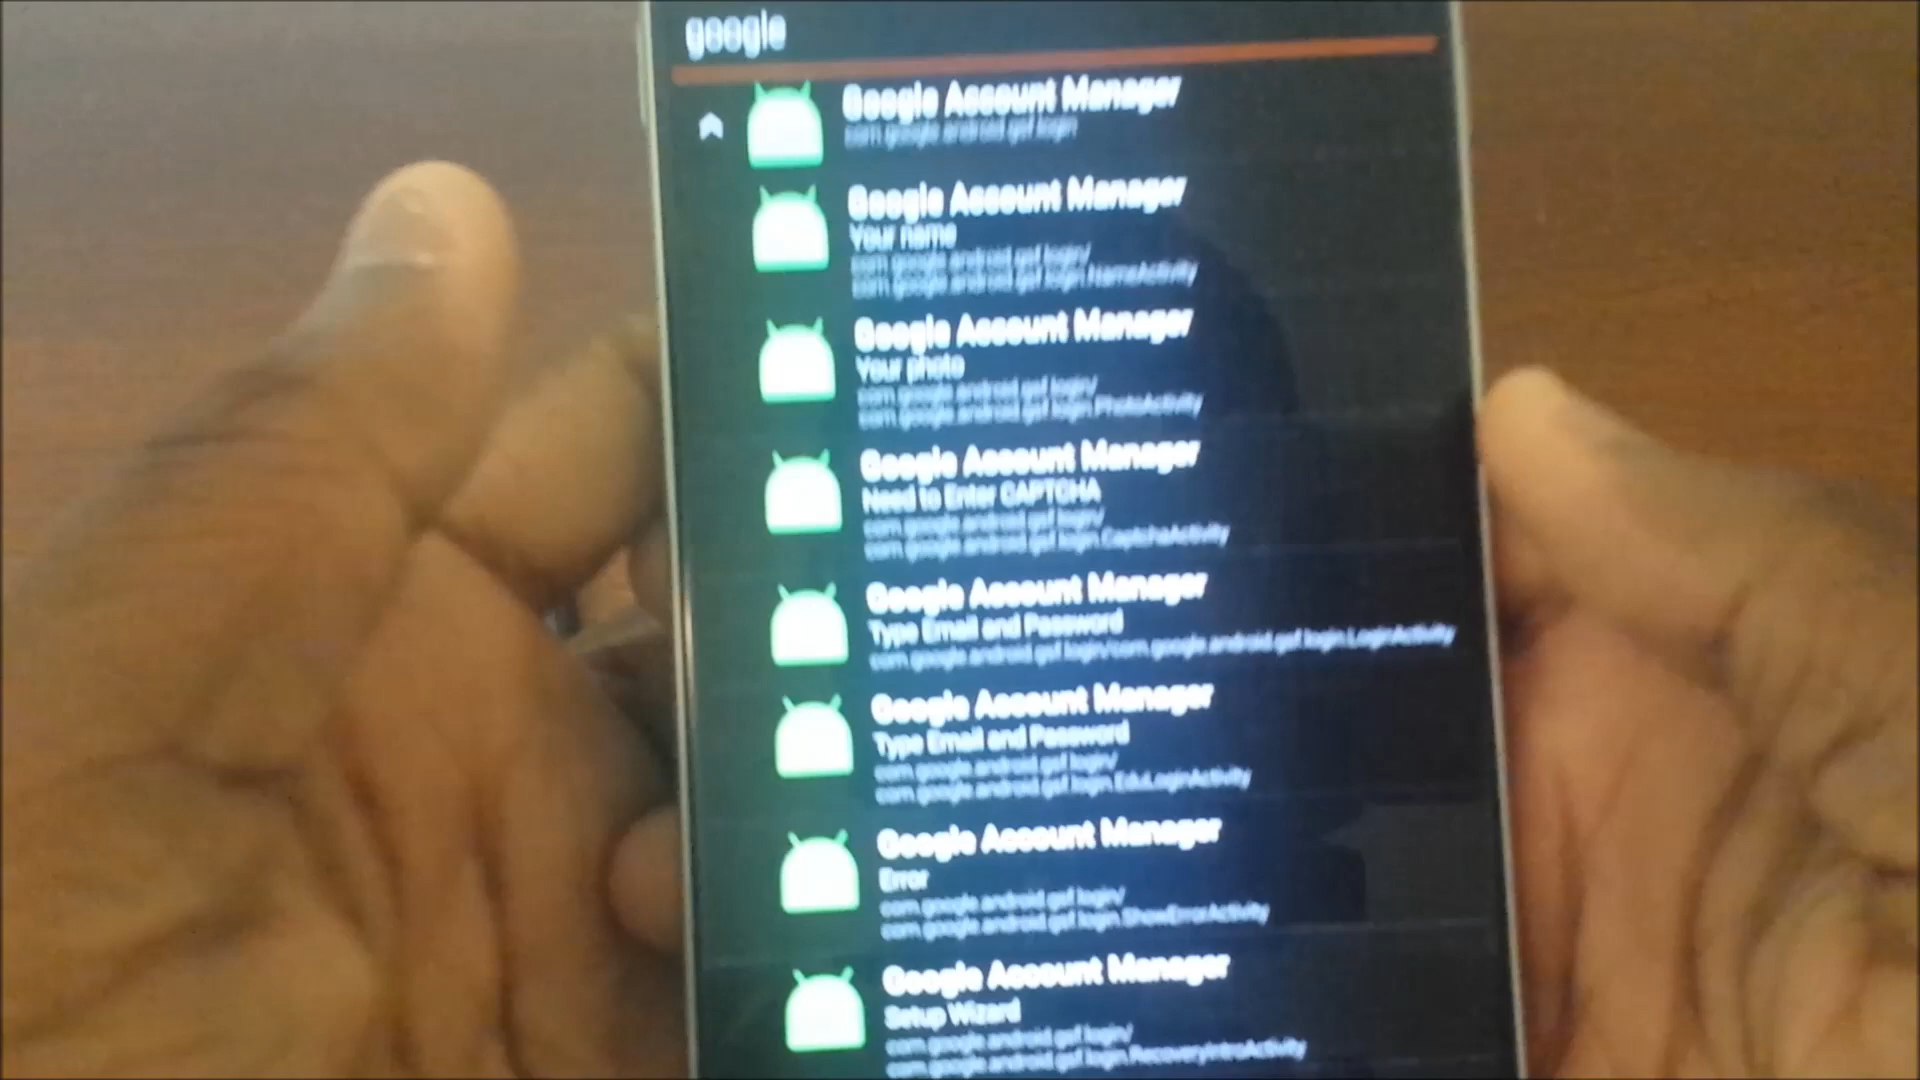 google
Google Account Manager
com.google.android.gsf.login
Google Account Manager
Your name
com.google.android.gsf.login/
com.google.android.gsf.login.NameActivity
Google Account Manager
Your photo
com.google.android.gsf.login/
com.google.android.gsf.login.PhotoActivity
Google Account Manager
Need to Enter CAPTCHA
com.google.android.gsf.login/
com.google.android.gsf.login.CaptchaActivity
Google Account Manager
Type Email and Password
com.google.android.gsf.login/com.google.android.gsf.login.LoginActivity
Google Account Manager
Type Email and Password
com.google.android.gsf.login/
com.google.android.gsf.login.EduLoginActivity
Google Account Manager
Error
com.google.android.gsf.login/
com.google.android.gsf.login.ShowErrorActivity
Google Account Manager
Setup Wizard
com.google.android.gsf.login/
com.google.android.gsf.login.RecoveryIntroActivity